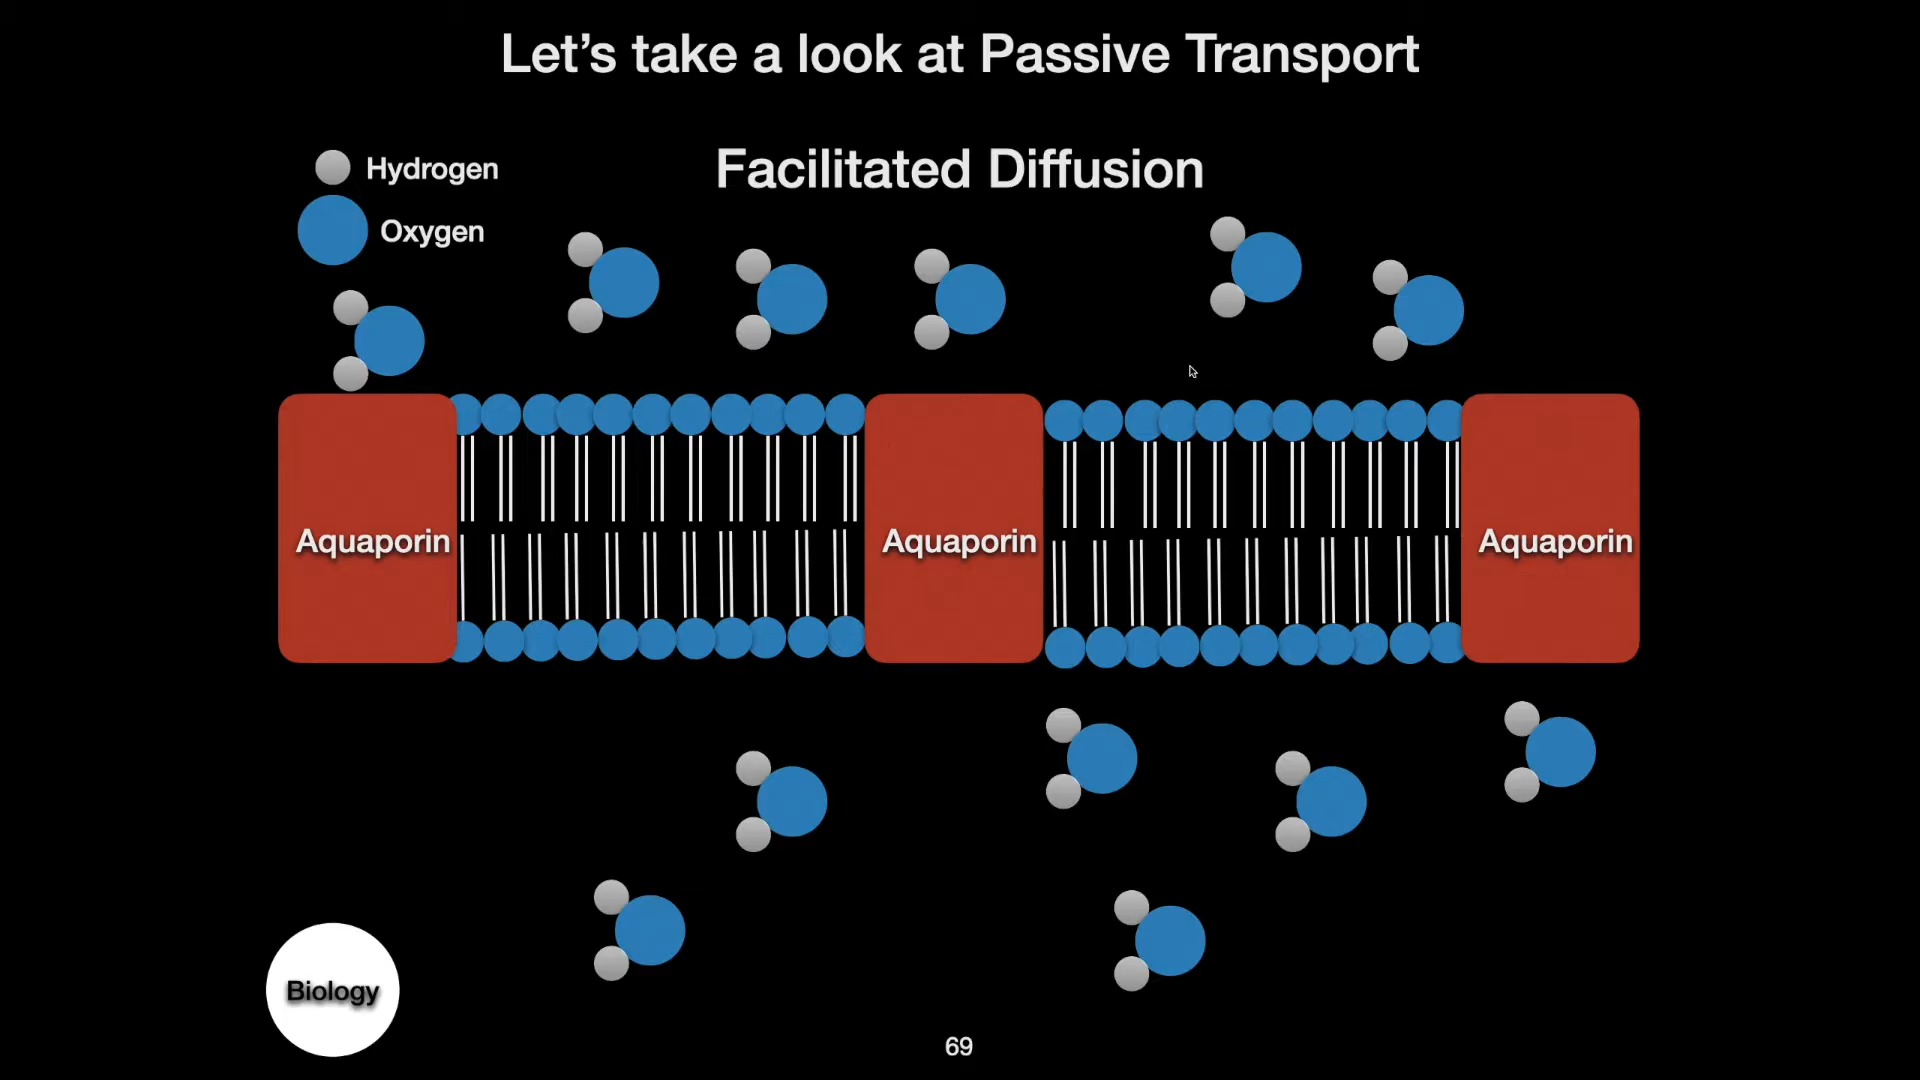 Let’s take a look at Passive Transport
Facilitated Diffusion
Hydrogen
Oxygen
Aquaporin
Aquaporin
Aquaporin
Biology
69